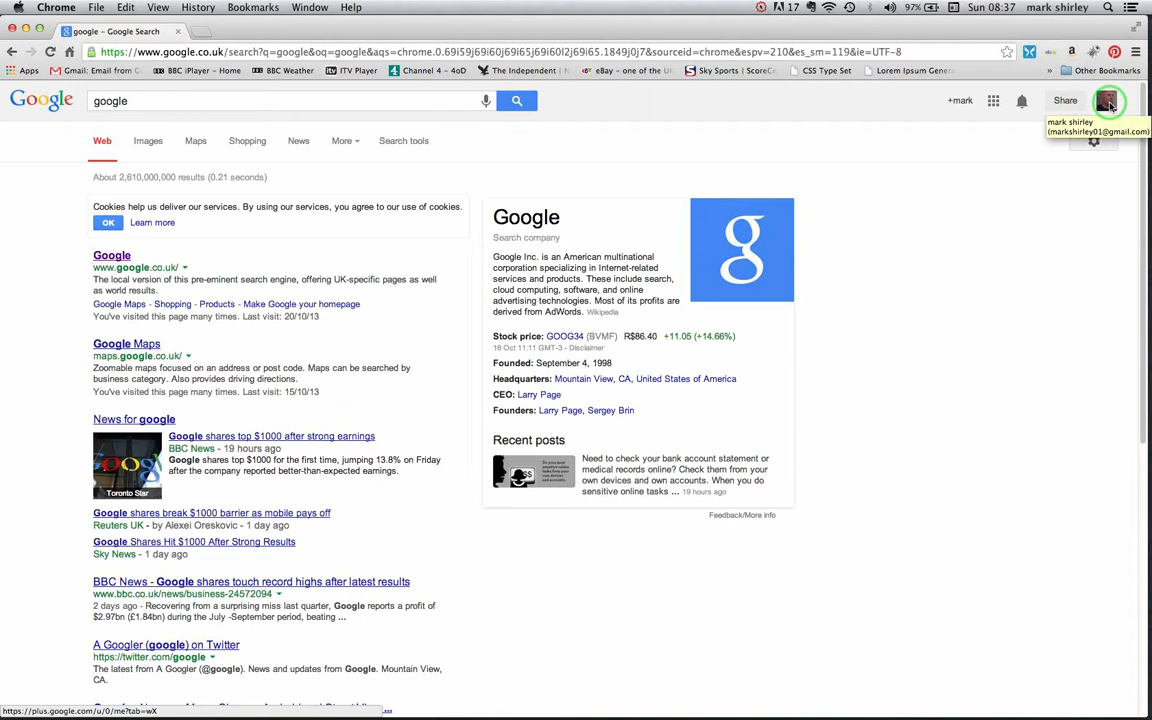 Chrome File Edit View History Bookmarks Window Help 17 97% Sun 08:37 mark shirley
google - Google Search
https://www.google.co.uk/search?q=google&oq=google&aqs=chrome.0.69i59j69i60j69i65j69i60l2j69i65.1849j0j7&sourceid=chrome&espv=210&es_sm=119&ie=UTF-8
Apps Gmail: Email from G BBC iPlayer - Home BBC Weather ITV Player Channel 4 - 4oD The Independent | N eBay – one of the U Sky Sports | ScoreC CSS Type Set Lorem Ipsum Gener » Other Bookmarks
Google google +mark Share
mark shirley
(markshirley01@gmail.com)
Web Images Maps Shopping News More Search tools
About 2,610,000,000 results (0.21 seconds)
Cookies help us deliver our services. By using our services, you agree to our use of cookies.
OK Learn more
Google
www.google.co.uk/
The local version of this pre-eminent search engine, offering UK-specific pages as well
as world results.
Google Maps - Shopping - Products - Make Google your homepage
You've visited this page many times. Last visit: 20/10/13
Google Maps
maps.google.co.uk/
Zoomable maps focused on an address or post code. Maps can be searched by
business category. Also provides driving directions.
You've visited this page many times. Last visit: 15/10/13
News for google
Google shares top $1000 after strong earnings
BBC News - 19 hours ago
Google shares top $1000 for the first time, jumping 13.8% on Friday
after the company reported better-than-expected earnings.
Google
Toronto Star
Google shares break $1000 barrier as mobile pays off
Reuters UK - by Alexei Oreskovic - 1 day ago
Google Shares Hit $1000 After Strong Results
Sky News - 1 day ago
BBC News - Google shares touch record highs after latest results
www.bbc.co.uk/news/business-24572094
2 days ago - Recovering from a surprising miss last quarter, Google reports a profit of
$2.97bn (£1.84bn) during the July -September period, beating ...
A Googler (google) on Twitter
https://twitter.com/google
The latest from A Googler (@google). News and updates from Google. Mountain View,
CA.
https://plus.google.com/u/0/me?tab=wX
Google
Search company
Google Inc. is an American multinational
corporation specializing in Internet-related
services and products. These include search,
cloud computing, software, and online
advertising technologies. Most of its profits are
derived from AdWords. Wikipedia
g
Stock price: GOOG34 (BVMF) R$86.40 +11.05 (+14.66%)
18 Oct 11:11 GMT-3 - Disclaimer
Founded: September 4, 1998
Headquarters: Mountain View, CA, United States of America
CEO: Larry Page
Founders: Larry Page, Sergey Brin
Recent posts
Need to check your bank account statement or
medical records online? Check them from your
own devices and own accounts. When you do
sensitive online tasks ... 19 hours ago
Feedback/More info